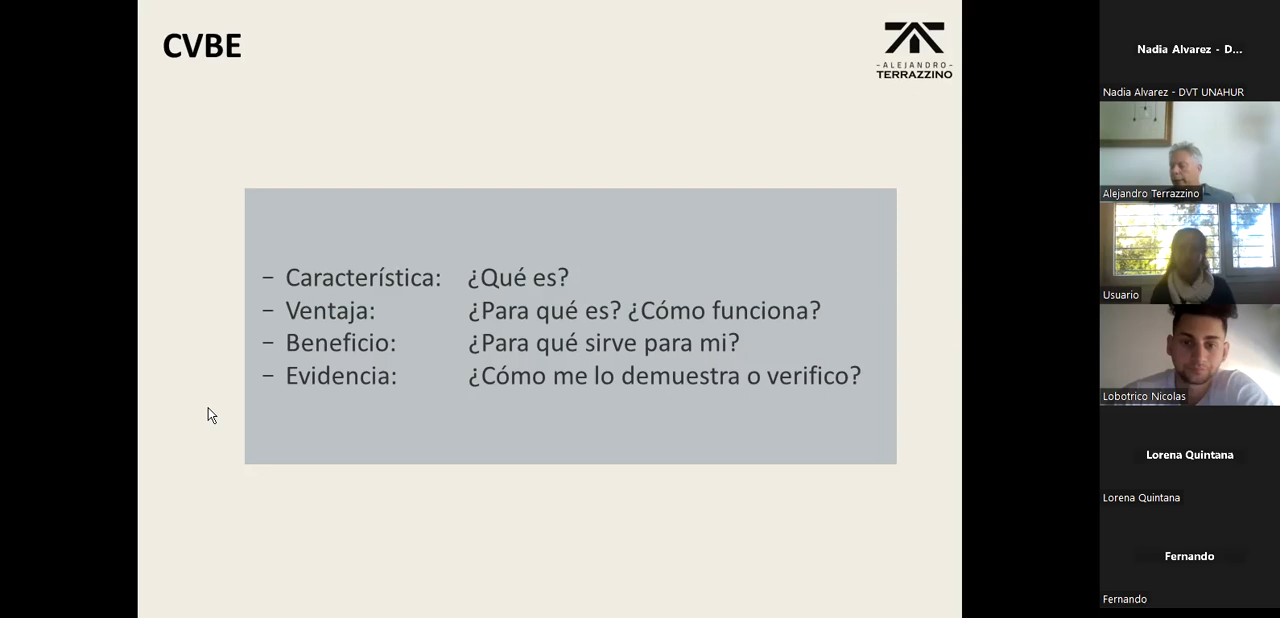 CVBE
-ALEJANDRO-
TERRAZZINO
– Característica: ¿Qué es?
– Ventaja: ¿Para qué es? ¿Cómo funciona?
– Beneficio: ¿Para qué sirve para mi?
– Evidencia: ¿Cómo me lo demuestra o verifico?
Nadia Alvarez - D...
Nadia Alvarez - DVT UNAHUR
Alejandro Terrazzino
Usuario
Lobotrico Nicolas
Lorena Quintana
Lorena Quintana
Fernando
Fernando